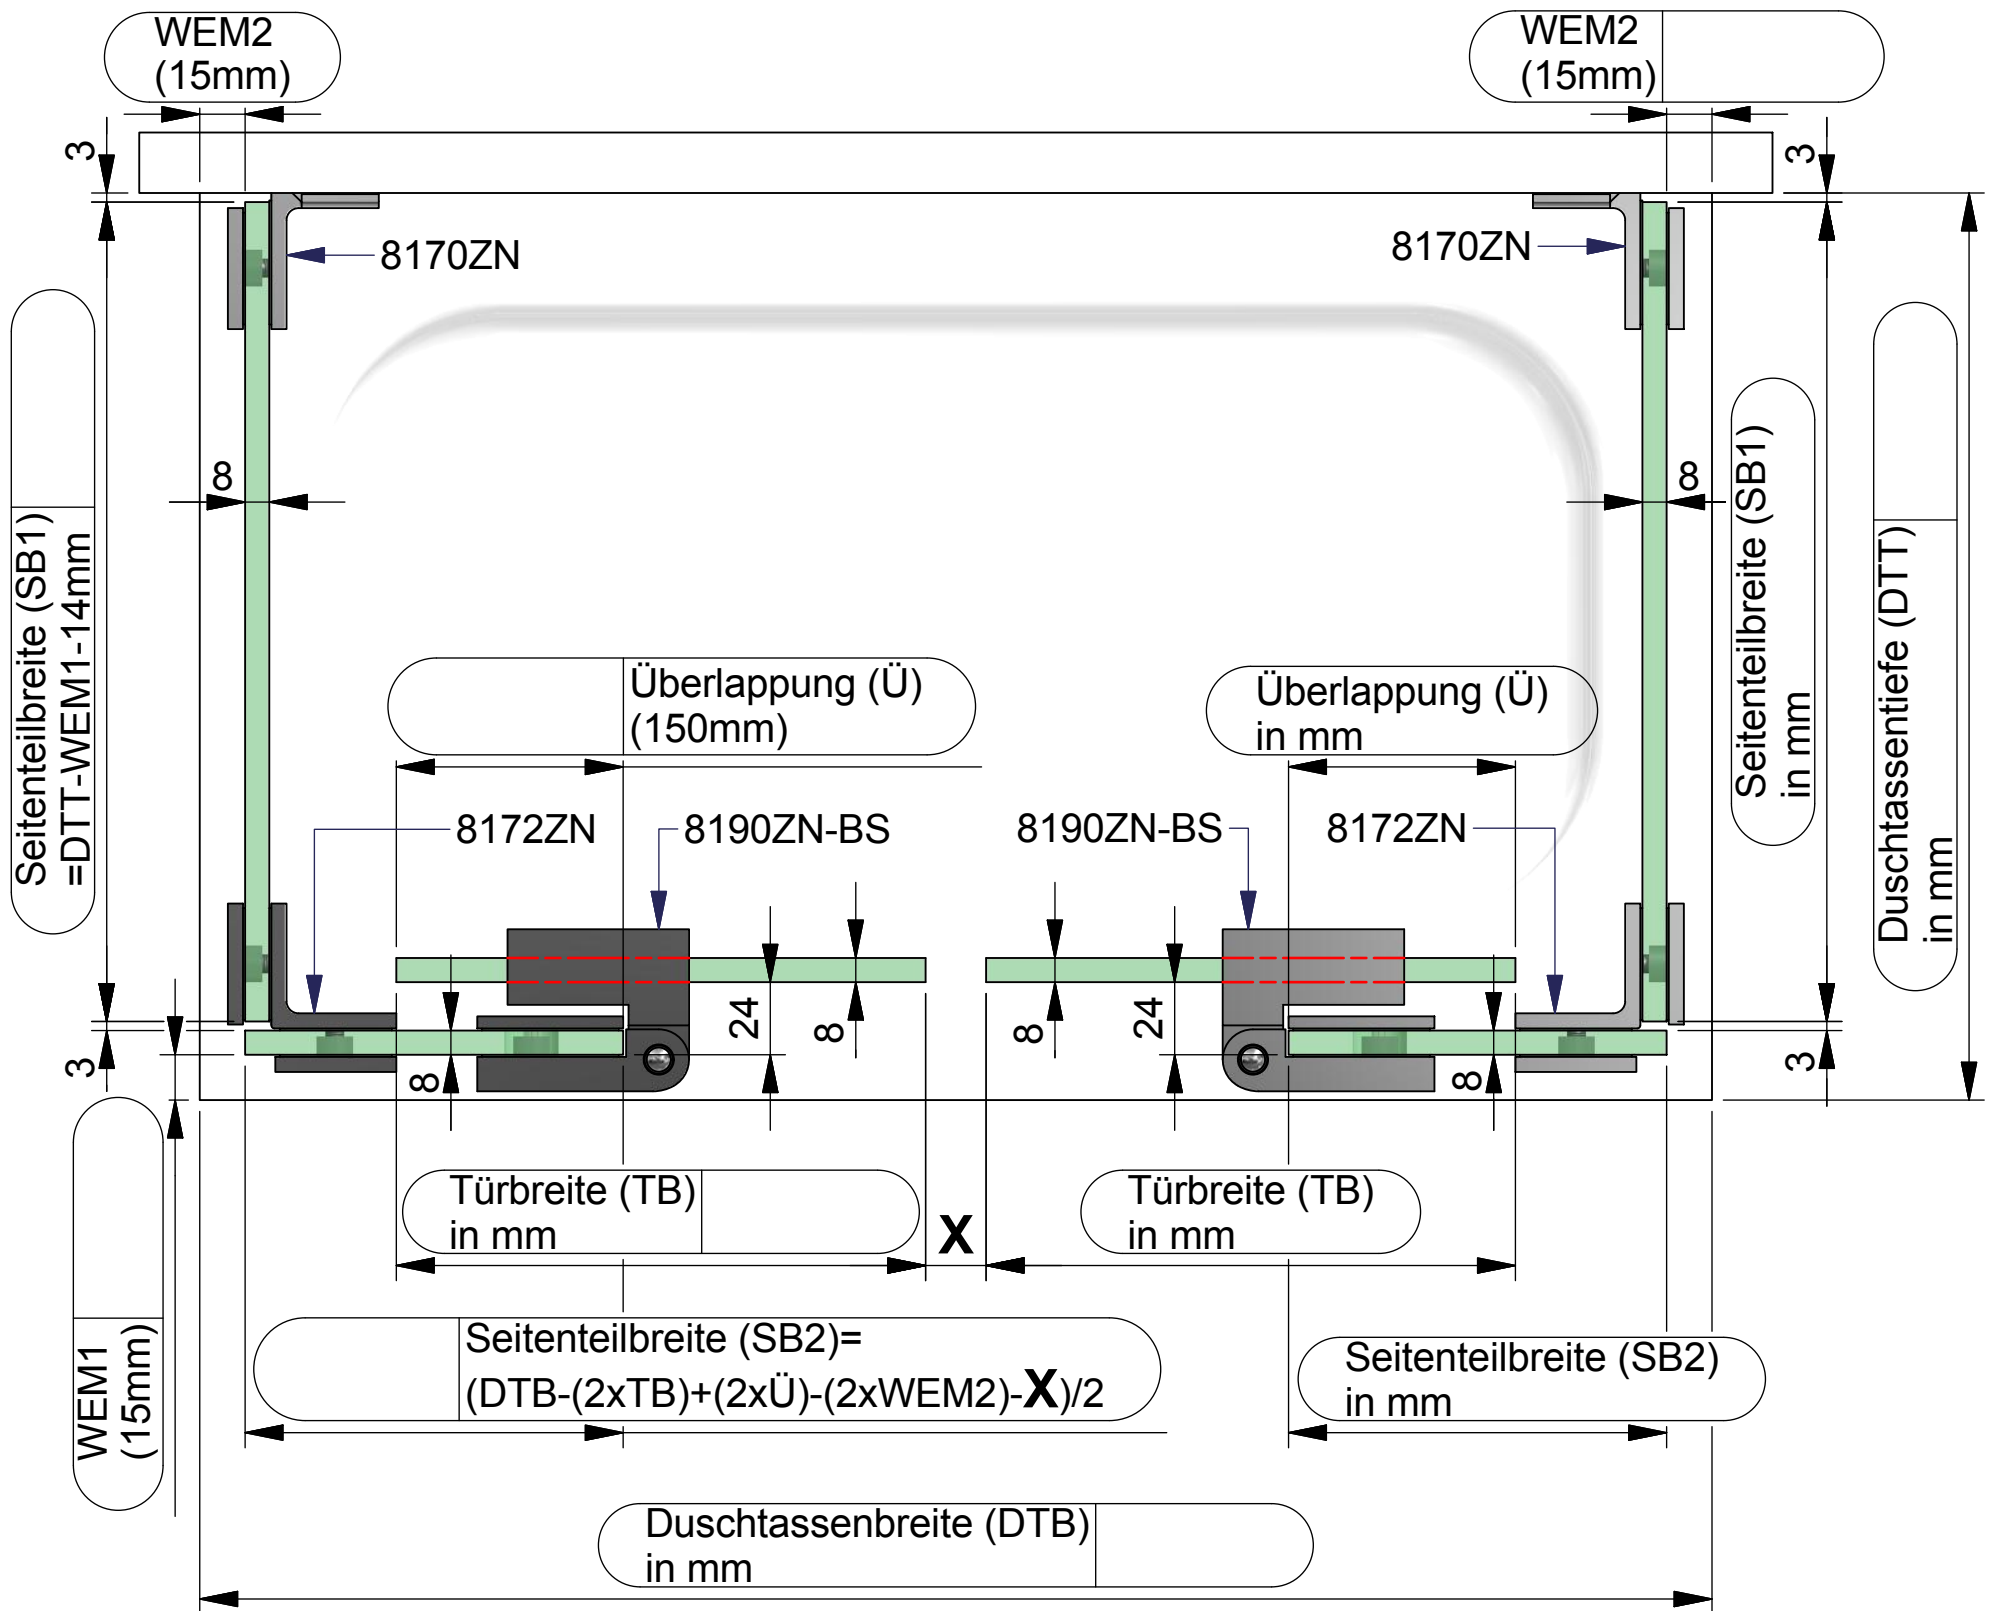 WEM2
(15mm)
WEM2
(15mm)
3
3
8170ZN
8170ZN
8
8
Seitenteilbreite (SB1)
=DTT-WEM1-14mm
Seitenteilbreite (SB1)
in mm
Duschtassentiefe (DTT)
in mm
Überlappung (Ü)
(150mm)
Überlappung (Ü)
in mm
8172ZN
8190ZN-BS
8190ZN-BS
8172ZN
24
8
8
24
3
8
8
3
WEM1
(15mm)
Türbreite (TB)
in mm
X
Türbreite (TB)
in mm
Seitenteilbreite (SB2)=
(DTB-(2xTB)+(2xÜ)-(2xWEM2)-X)/2
Seitenteilbreite (SB2)
in mm
Duschtassenbreite (DTB)
in mm